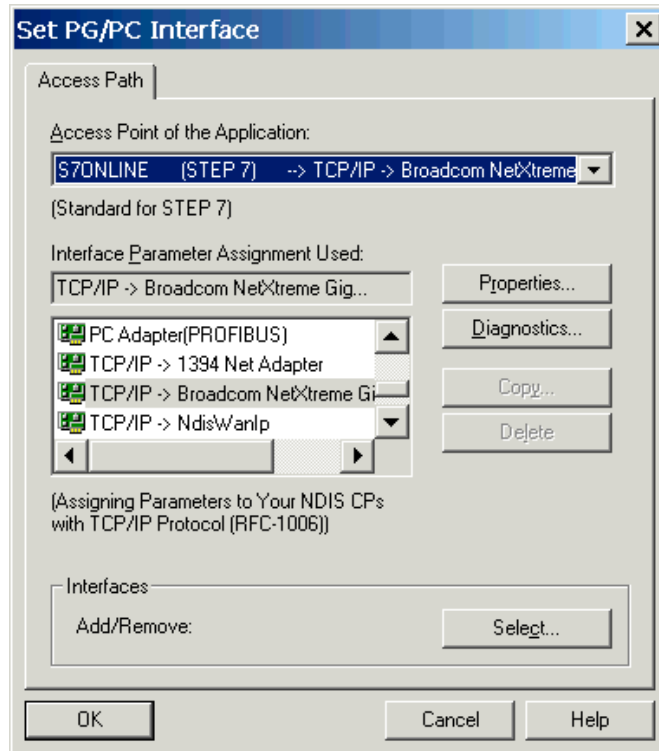 Set PG/PC Interface
Access Path
Access Point of the Application:
S7ONLINE (STEP 7) --> TCP/IP -> Broadcom NetXtreme
(Standard for STEP 7)
Interface Parameter Assignment Used:
TCP/IP -> Broadcom NetXtreme Gig...
Properties...
PC Adapter(PROFIBUS)
Diagnostics...
TCP/IP -> 1394 Net Adapter
TCP/IP -> Broadcom NetXtreme Gi
Copy...
TCP/IP -> NdisWanIp
Delete
(Assigning Parameters to Your NDIS CPs
with TCP/IP Protocol (RFC-1006))
Interfaces
Add/Remove:
Select...
OK
Cancel
Help